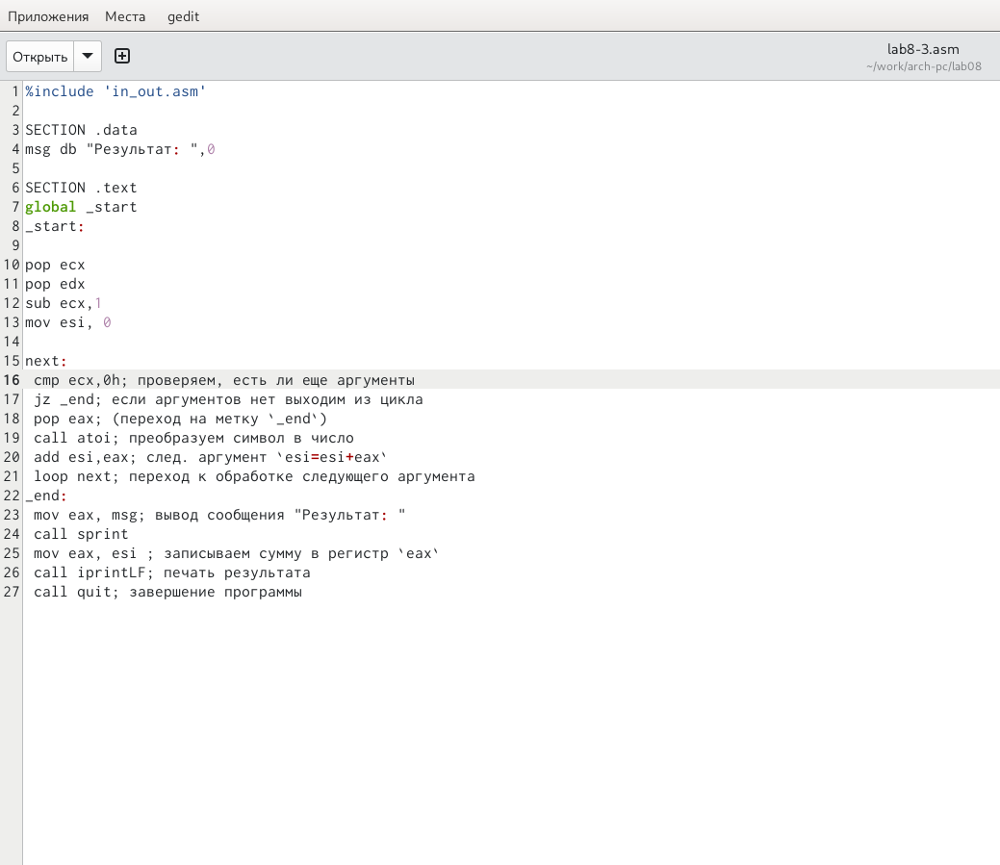 Приложения Места gedit
Открыть
lab8-3.asm
~/work/arch-pc/lab08
1 %include 'in_out.asm'
2
3 SECTION .data
4 msg db "Результат: ",0
5
6 SECTION .text
7 global _start
8 _start:
9
10 pop ecx
11 pop edx
12 sub ecx,1
13 mov esi, 0
14
15 next:
16 cmp ecx,0h; проверяем, есть ли еще аргументы
17 jz _end; если аргументов нет выходим из цикла
18 pop eax; (переход на метку `_end`)
19 call atoi; преобразуем символ в число
20 add esi,eax; след. аргумент `esi=esi+eax`
21 loop next; переход к обработке следующего аргумента
22 _end:
23 mov eax, msg; вывод сообщения "Результат: "
24 call sprint
25 mov eax, esi ; записываем сумму в регистр `eax`
26 call iprintLF; печать результата
27 call quit; завершение программы